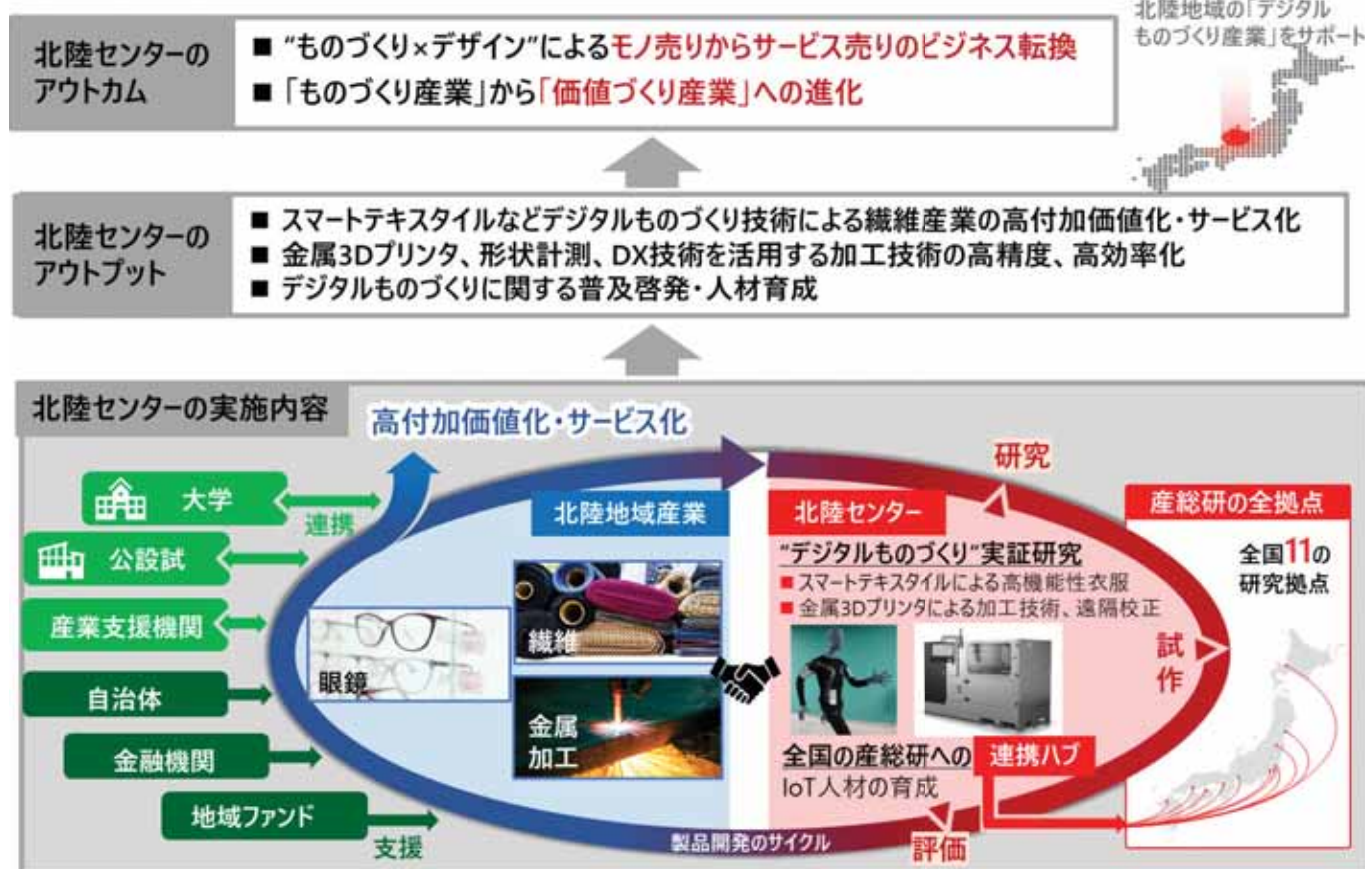 北陸地域の「デジタル
ものづくり産業」をサポート
北陸センターの
アウトカム
■ “ものづくり×デザイン”によるモノ売りからサービス売りのビジネス転換
■ 「ものづくり産業」から「価値づくり産業」への進化
北陸センターの
アウトプット
■ スマートテキスタイルなどデジタルものづくり技術による繊維産業の高付加価値化・サービス化
■ 金属3Dプリンタ、形状計測、DX技術を活用する加工技術の高精度、高効率化
■ デジタルものづくりに関する普及啓発・人材育成
北陸センターの実施内容
高付加価値化・サービス化
大学
連携
公設試
産業支援機関
自治体
金融機関
地域ファンド
支援
北陸地域産業
眼鏡
繊維
金属
加工
北陸センター
“デジタルものづくり”実証研究
■ スマートテキスタイルによる高機能性衣服
■ 金属3Dプリンタによる加工技術、遠隔校正
全国の産総研への 連携ハブ
IoT人材の育成
研究
試作
評価
製品開発のサイクル
産総研の全拠点
全国11の
研究拠点